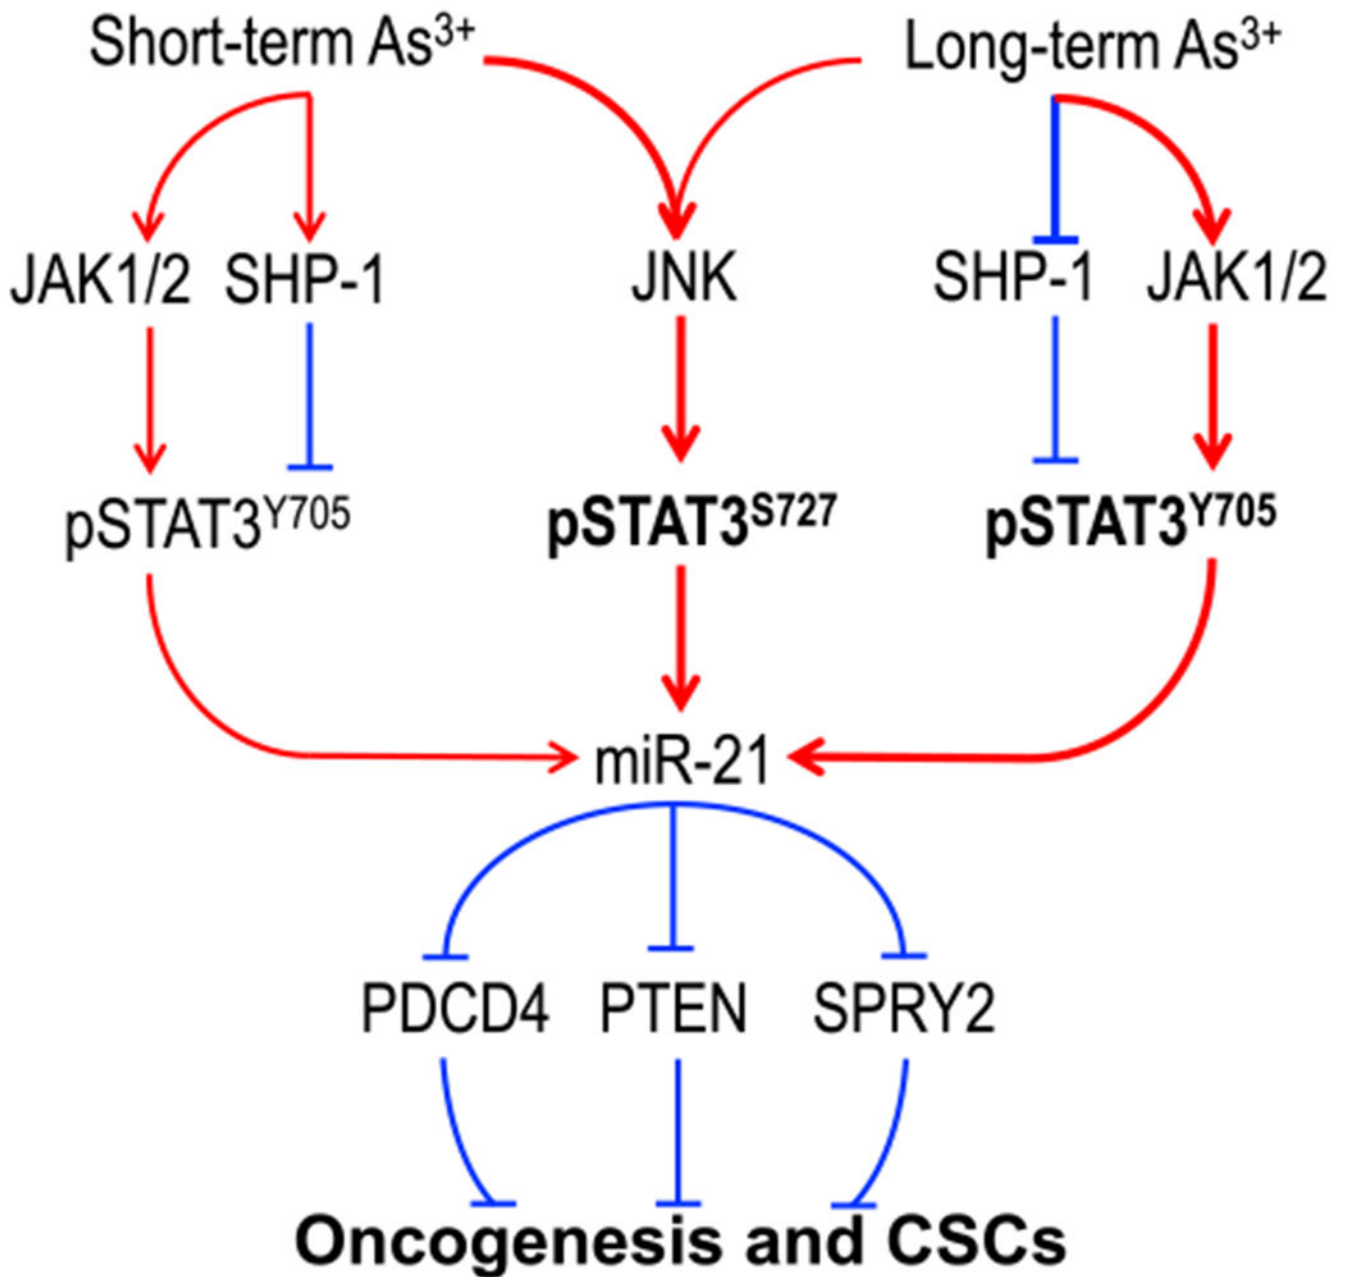 Short-term As³⁺ Long-term As³⁺
JAK1/2 SHP-1 JNK SHP-1 JAK1/2
pSTAT3ʸ⁷⁰⁵ pSTAT3ˢ⁷²⁷ pSTAT3ʸ⁷⁰⁵
miR-21
PDCD4 PTEN SPRY2
Oncogenesis and CSCs